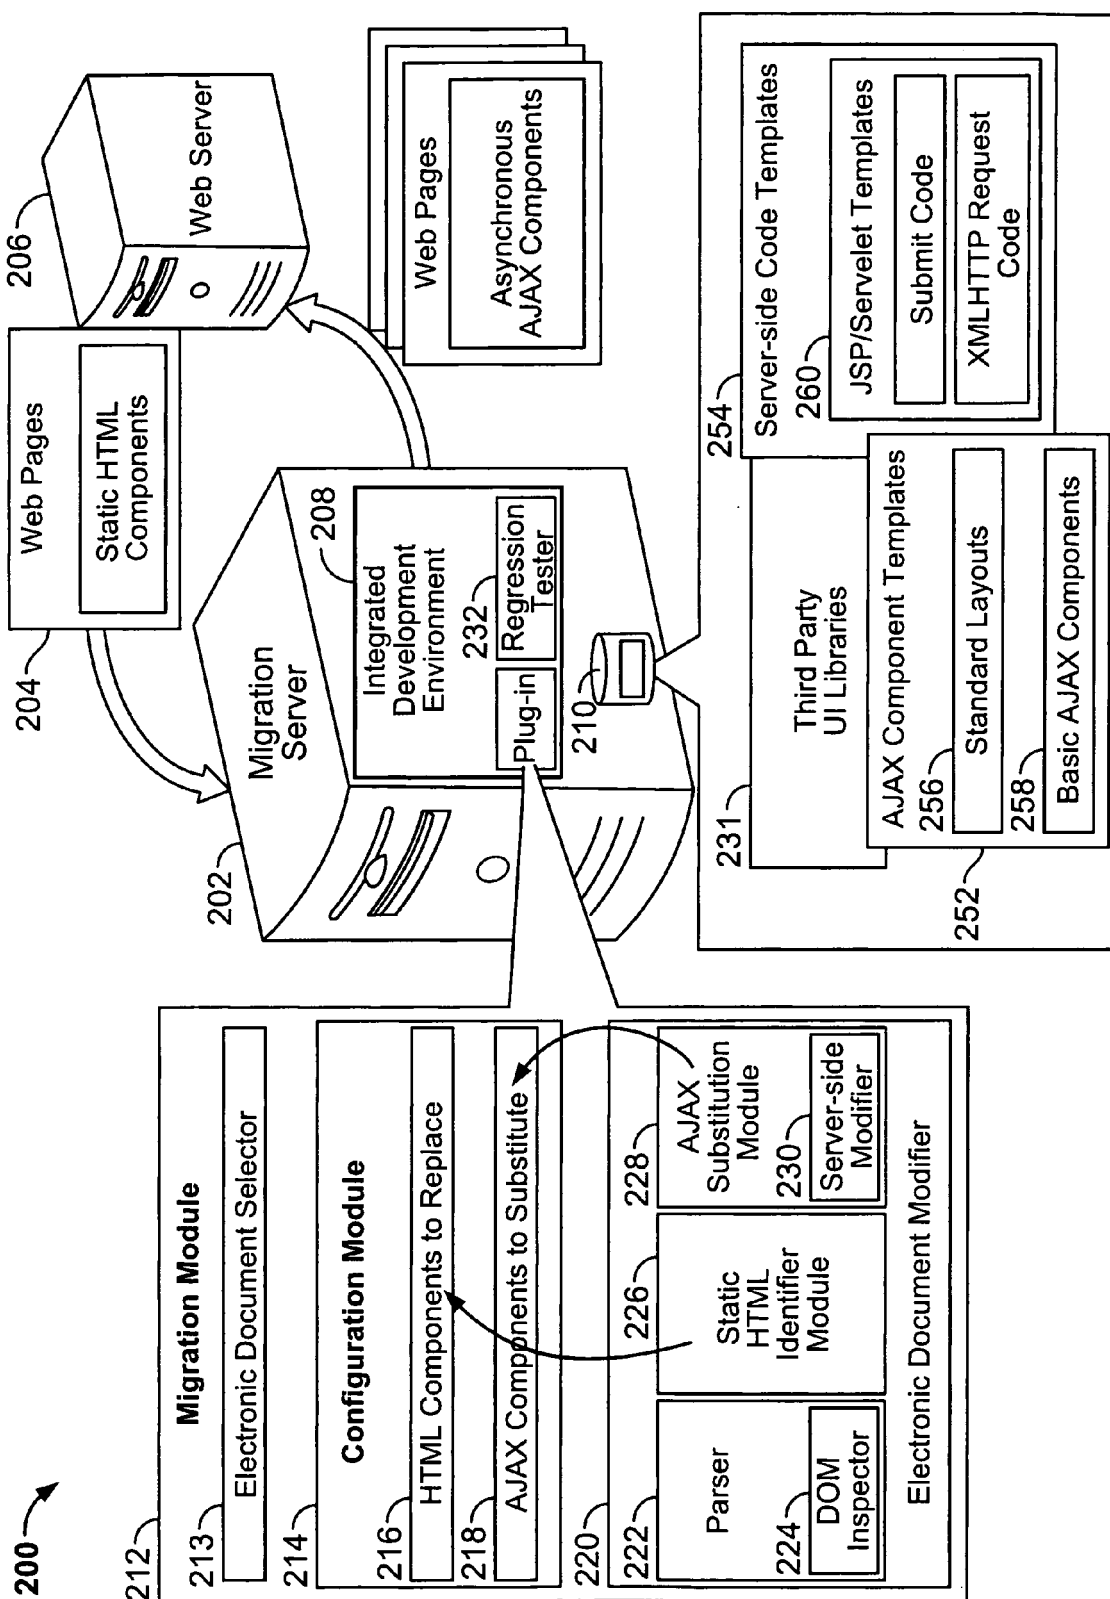 200
212
Migration Module
213
Electronic Document Selector
214
Configuration Module
216
HTML Components to Replace
218
AJAX Components to Substitute
220
222
Parser
224
DOM
Inspector
226
Static
HTML
Identifier
Module
228
AJAX
Substitution
Module
230
Server-side
Modifier
Electronic Document Modifier
202
Migration
Server
208
Integrated
Development
Environment
Plug-in
232
Regression
Tester
210
204
Web Pages
Static HTML
Components
206
Web Server
Web Pages
Asynchronous
AJAX Components
231
Third Party
UI Libraries
252
AJAX Component Templates
256
Standard Layouts
258
Basic AJAX Components
254
Server-side Code Templates
260
JSP/Servlet Templates
Submit Code
XMLHTTP Request
Code